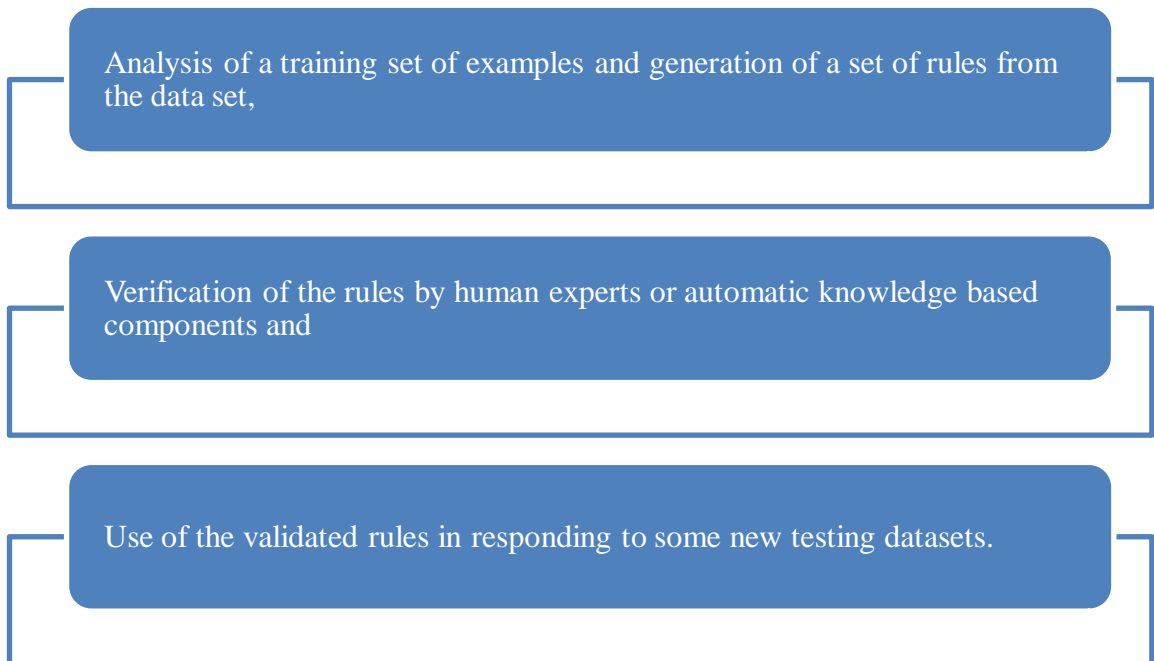 Analysis of a training set of examples and generation of a set of rules from
the data set,
Verification of the rules by human experts or automatic knowledge based
components and
Use of the validated rules in responding to some new testing datasets.